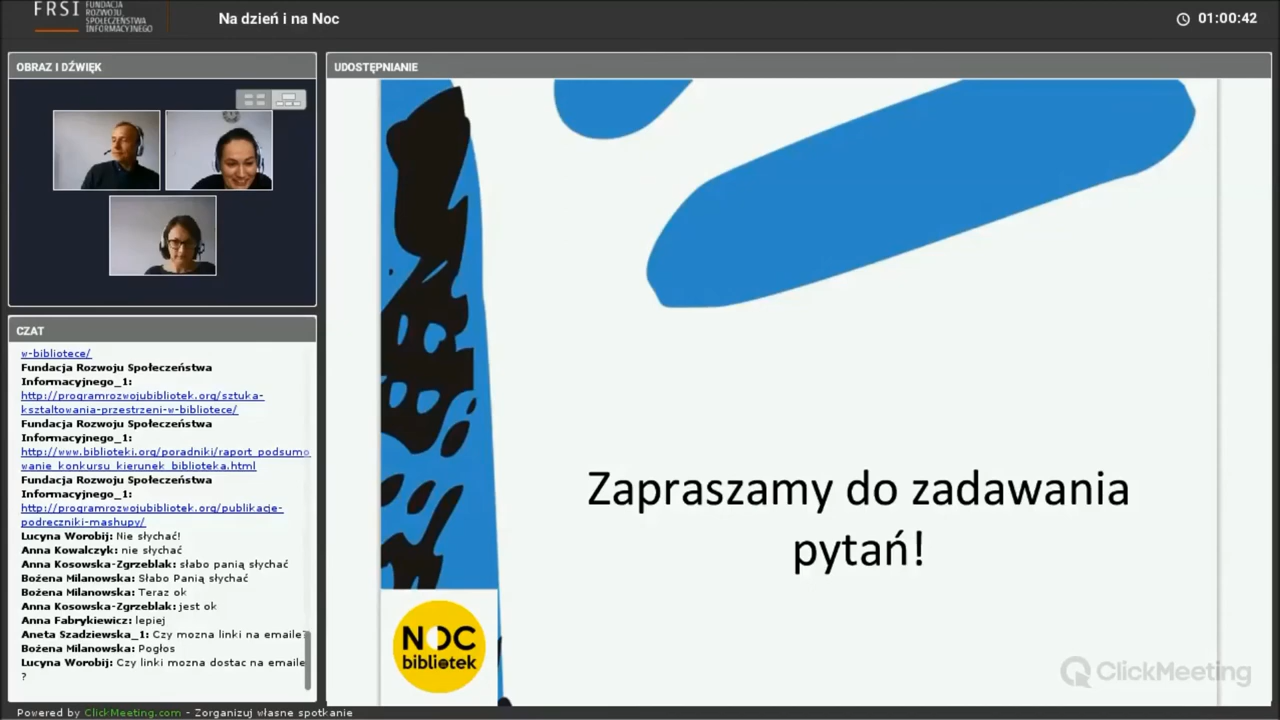 FRSI
FUNDACJA
ROZWOJU
SPOŁECZEŃSTWA
INFORMACYJNEGO
Na dzień i na Noc
01:00:42
OBRAZ I DŹWIĘK
UDOSTĘPNIANIE
CZAT
w-bibliotece/
Fundacja Rozwoju Społeczeństwa
Informacyjnego_1:
http://programrozwojubibliotek.org/sztuka-
ksztaltowania-przestrzeni-w-bibliotece/
Fundacja Rozwoju Społeczeństwa
Informacyjnego_1:
http://www.biblioteki.org/poradniki/raport_podsumo
wanie_konkursu_kierunek_biblioteka.html
Fundacja Rozwoju Społeczeństwa
Informacyjnego_1:
http://programrozwojubibliotek.org/publikacje-
podreczniki-mashupy/
Lucyna Worobij: Nie słychać!
Anna Kowalczyk: nie słychać
Anna Kosowska-Zgrzeblak: słabo panią słychać
Bożena Milanowska: Słabo Panią słychać
Bożena Milanowska: Teraz ok
Anna Kosowska-Zgrzeblak: jest ok
Anna Fabrykiewicz: lepiej
Aneta Szadziewska_1: Czy mozna linki na emaile?
Bożena Milanowska: Pogłos
Lucyna Worobij: Czy linki mozna dostac na emaile
?
Zapraszamy do zadawania
pytań!
NOC
bibliotek
ClickMeeting
Powered by ClickMeeting.com - Zorganizuj własne spotkanie